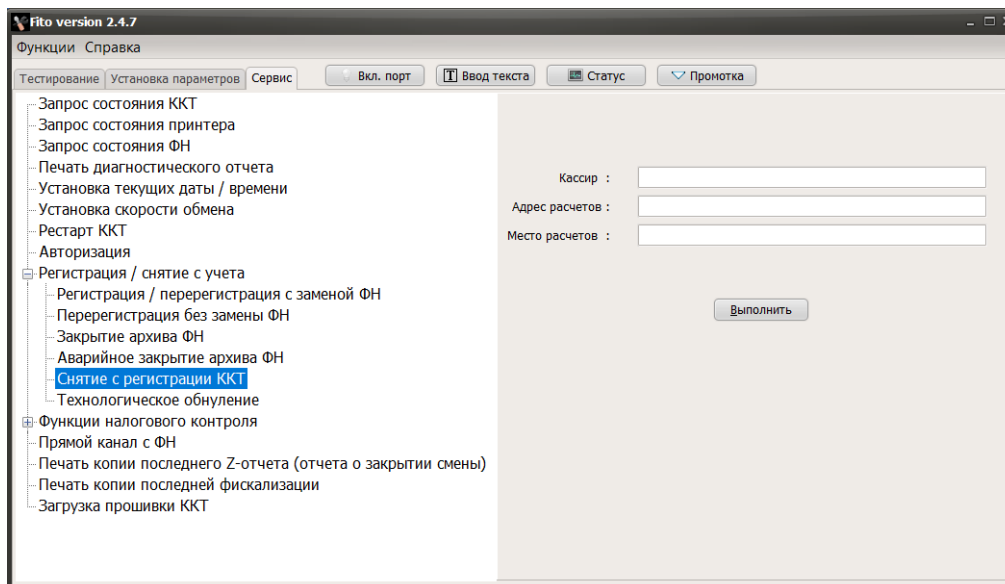 Fito version 2.4.7
Функции Справка
Тестирование Установка параметров Сервис Вкл. порт T Ввод текста Статус Промотка
Запрос состояния ККТ
Запрос состояния принтера
Запрос состояния ФН
Печать диагностического отчета
Установка текущих даты / времени
Установка скорости обмена
Рестарт ККТ
Авторизация
Регистрация / снятие с учета
Регистрация / перерегистрация с заменой ФН
Перерегистрация без замены ФН
Закрытие архива ФН
Аварийное закрытие архива ФН
Снятие с регистрации ККТ
Технологическое обнуление
Функции налогового контроля
Прямой канал с ФН
Печать копии последнего Z-отчета (отчета о закрытии смены)
Печать копии последней фискализации
Загрузка прошивки ККТ
Кассир :
Адрес расчетов :
Место расчетов :
Выполнить